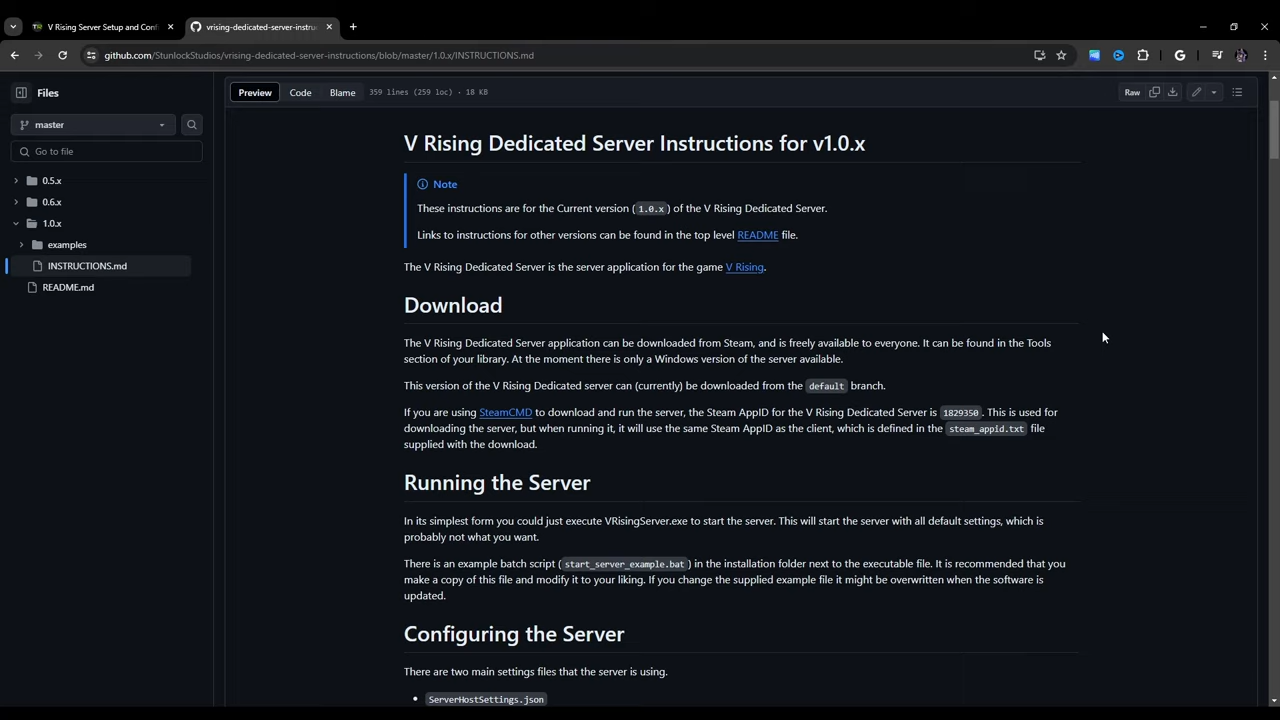 V Rising Server Setup and Conf
vrising-dedicated-server-instru
github.com/StunlockStudios/vrising-dedicated-server-instructions/blob/master/1.0.x/INSTRUCTIONS.md
Files
master
Go to file
0.5.x
0.6.x
1.0.x
examples
INSTRUCTIONS.md
README.md
Preview
Code
Blame
359 lines (259 loc) · 18 KB
Raw
V Rising Dedicated Server Instructions for v1.0.x
Note
These instructions are for the Current version ( 1.0.x ) of the V Rising Dedicated Server.
Links to instructions for other versions can be found in the top level README file.
The V Rising Dedicated Server is the server application for the game V Rising.
Download
The V Rising Dedicated Server application can be downloaded from Steam, and is freely available to everyone. It can be found in the Tools
section of your library. At the moment there is only a Windows version of the server available.
This version of the V Rising Dedicated server can (currently) be downloaded from the default branch.
If you are using SteamCMD to download and run the server, the Steam AppID for the V Rising Dedicated Server is 1829350 . This is used for
downloading the server, but when running it, it will use the same Steam AppID as the client, which is defined in the steam_appid.txt file
supplied with the download.
Running the Server
In its simplest form you could just execute VRisingServer.exe to start the server. This will start the server with all default settings, which is
probably not what you want.
There is an example batch script ( start_server_example.bat ) in the installation folder next to the executable file. It is recommended that you
make a copy of this file and modify it to your liking. If you change the supplied example file it might be overwritten when the software is
updated.
Configuring the Server
There are two main settings files that the server is using.
• ServerHostSettings.json